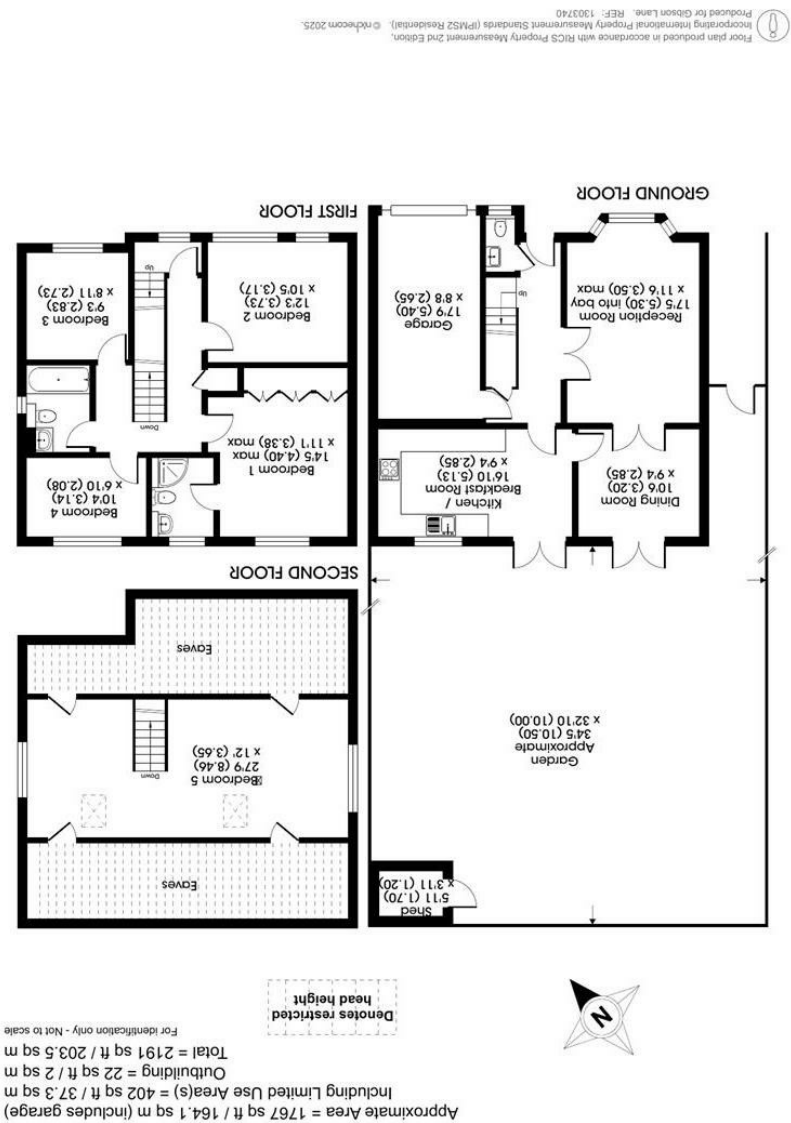 Approximate Area = 1767 sq ft / 164.1 sq m (includes garage)
Including Limited Use Area(s) = 402 sq ft / 37.3 sq m
Outbuilding = 22 sq ft / 2 sq m
Total = 2191 sq ft / 203.5 sq m
For identification only - Not to scale
N
Denotes restricted
head height
Shed
5'11 (1.70)
x 3'11 (1.20)
Garden
Approximate
34'5 (10.50)
x 32'10 (10.00)
Eaves
Bedroom 5
27'9 (8.46)
x 12' (3.65)
Down
Eaves
SECOND FLOOR
Dining Room
10'6 (3.20)
x 9'4 (2.85)
Kitchen /
Breakfast Room
16'10 (5.13)
x 9'4 (2.85)
Reception Room
17'5 (5.30) into bay
x 11'6 (3.50) max
Up
Garage
17'9 (5.40)
x 8'8 (2.65)
GROUND FLOOR
Bedroom 1
14'5 (4.40) max
x 11'1 (3.38) max
Bedroom 4
10'4 (3.14)
x 6'10 (2.08)
Down
Bedroom 2
12'3 (3.73)
x 10'5 (3.17)
Up
Bedroom 3
9'3 (2.83)
x 8'11 (2.73)
FIRST FLOOR
Floor plan produced in accordance with RICS Property Measurement Standards 2nd Edition,
Incorporating International Property Measurement Standards (IPMS2 Residential). © nichecom 2025.
Produced for Gibson Lane. REF: 1303740